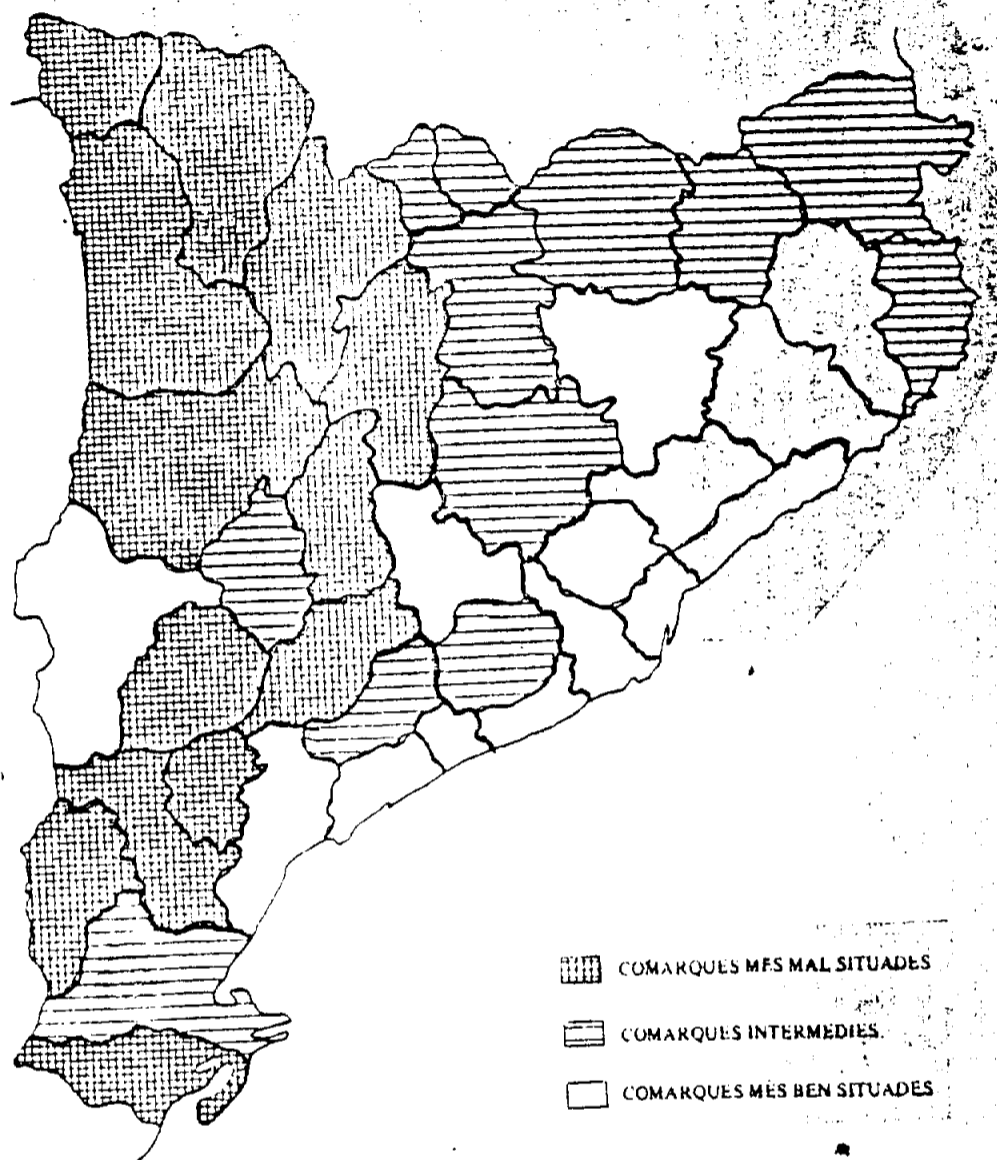 COMARQUES MES MAL SITUADES
COMARQUES INTERMEDIES.
COMARQUES MES BEN SITUADES